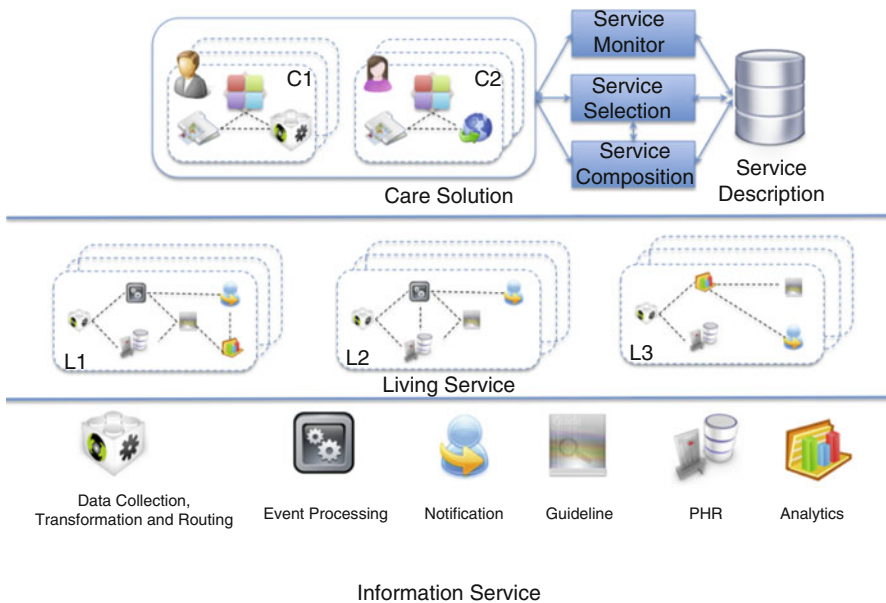 C1
C2
Care Solution
Service
Monitor
Service
Selection
Service
Composition
Service
Description
L1
L2
L3
Living Service
Data Collection,
Transformation and Routing
Event Processing
Notification
Guideline
PHR
Analytics
Information Service